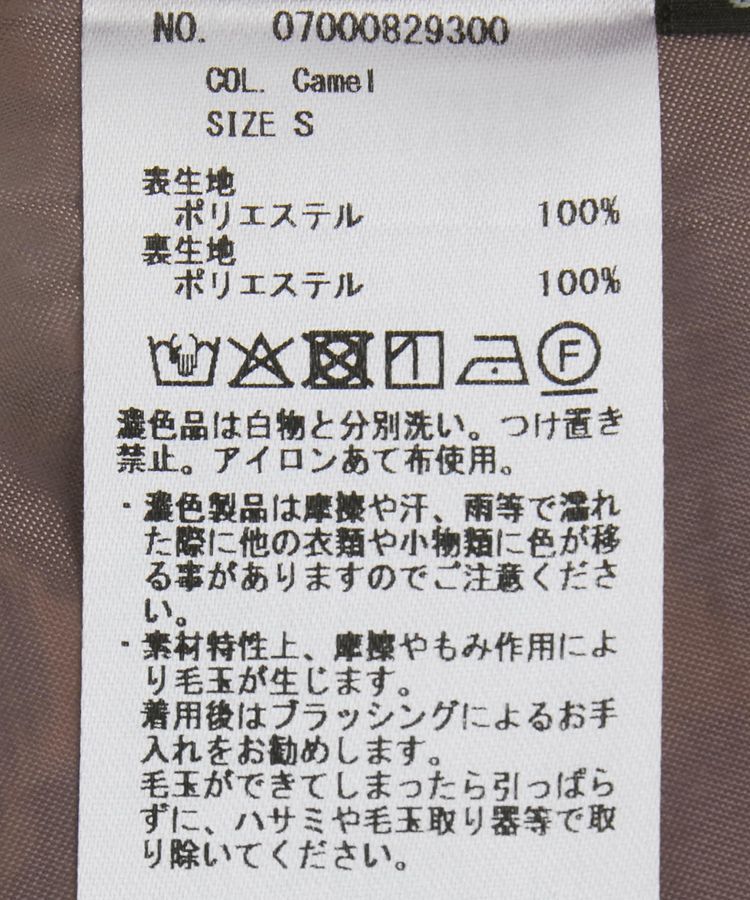 NO. 07000829300
COL. Camel
SIZE S
表生地
ポリエステル 100%
裏生地
ポリエステル 100%
F
濃色品は白物と分別洗い。つけ置き
禁止。アイロンあて布使用。
・濃色製品は摩擦や汗、雨等で濡れ
た際に他の衣類や小物類に色が移
る事がありますのでご注意くださ
い。
・素材特性上、摩擦やもみ作用によ
り毛玉が生じます。
着用後はブラッシングによるお手
入れをお勧めします。
毛玉ができてしまったら引っぱら
ずに、ハサミや毛玉取り器等で取
り除いてください。